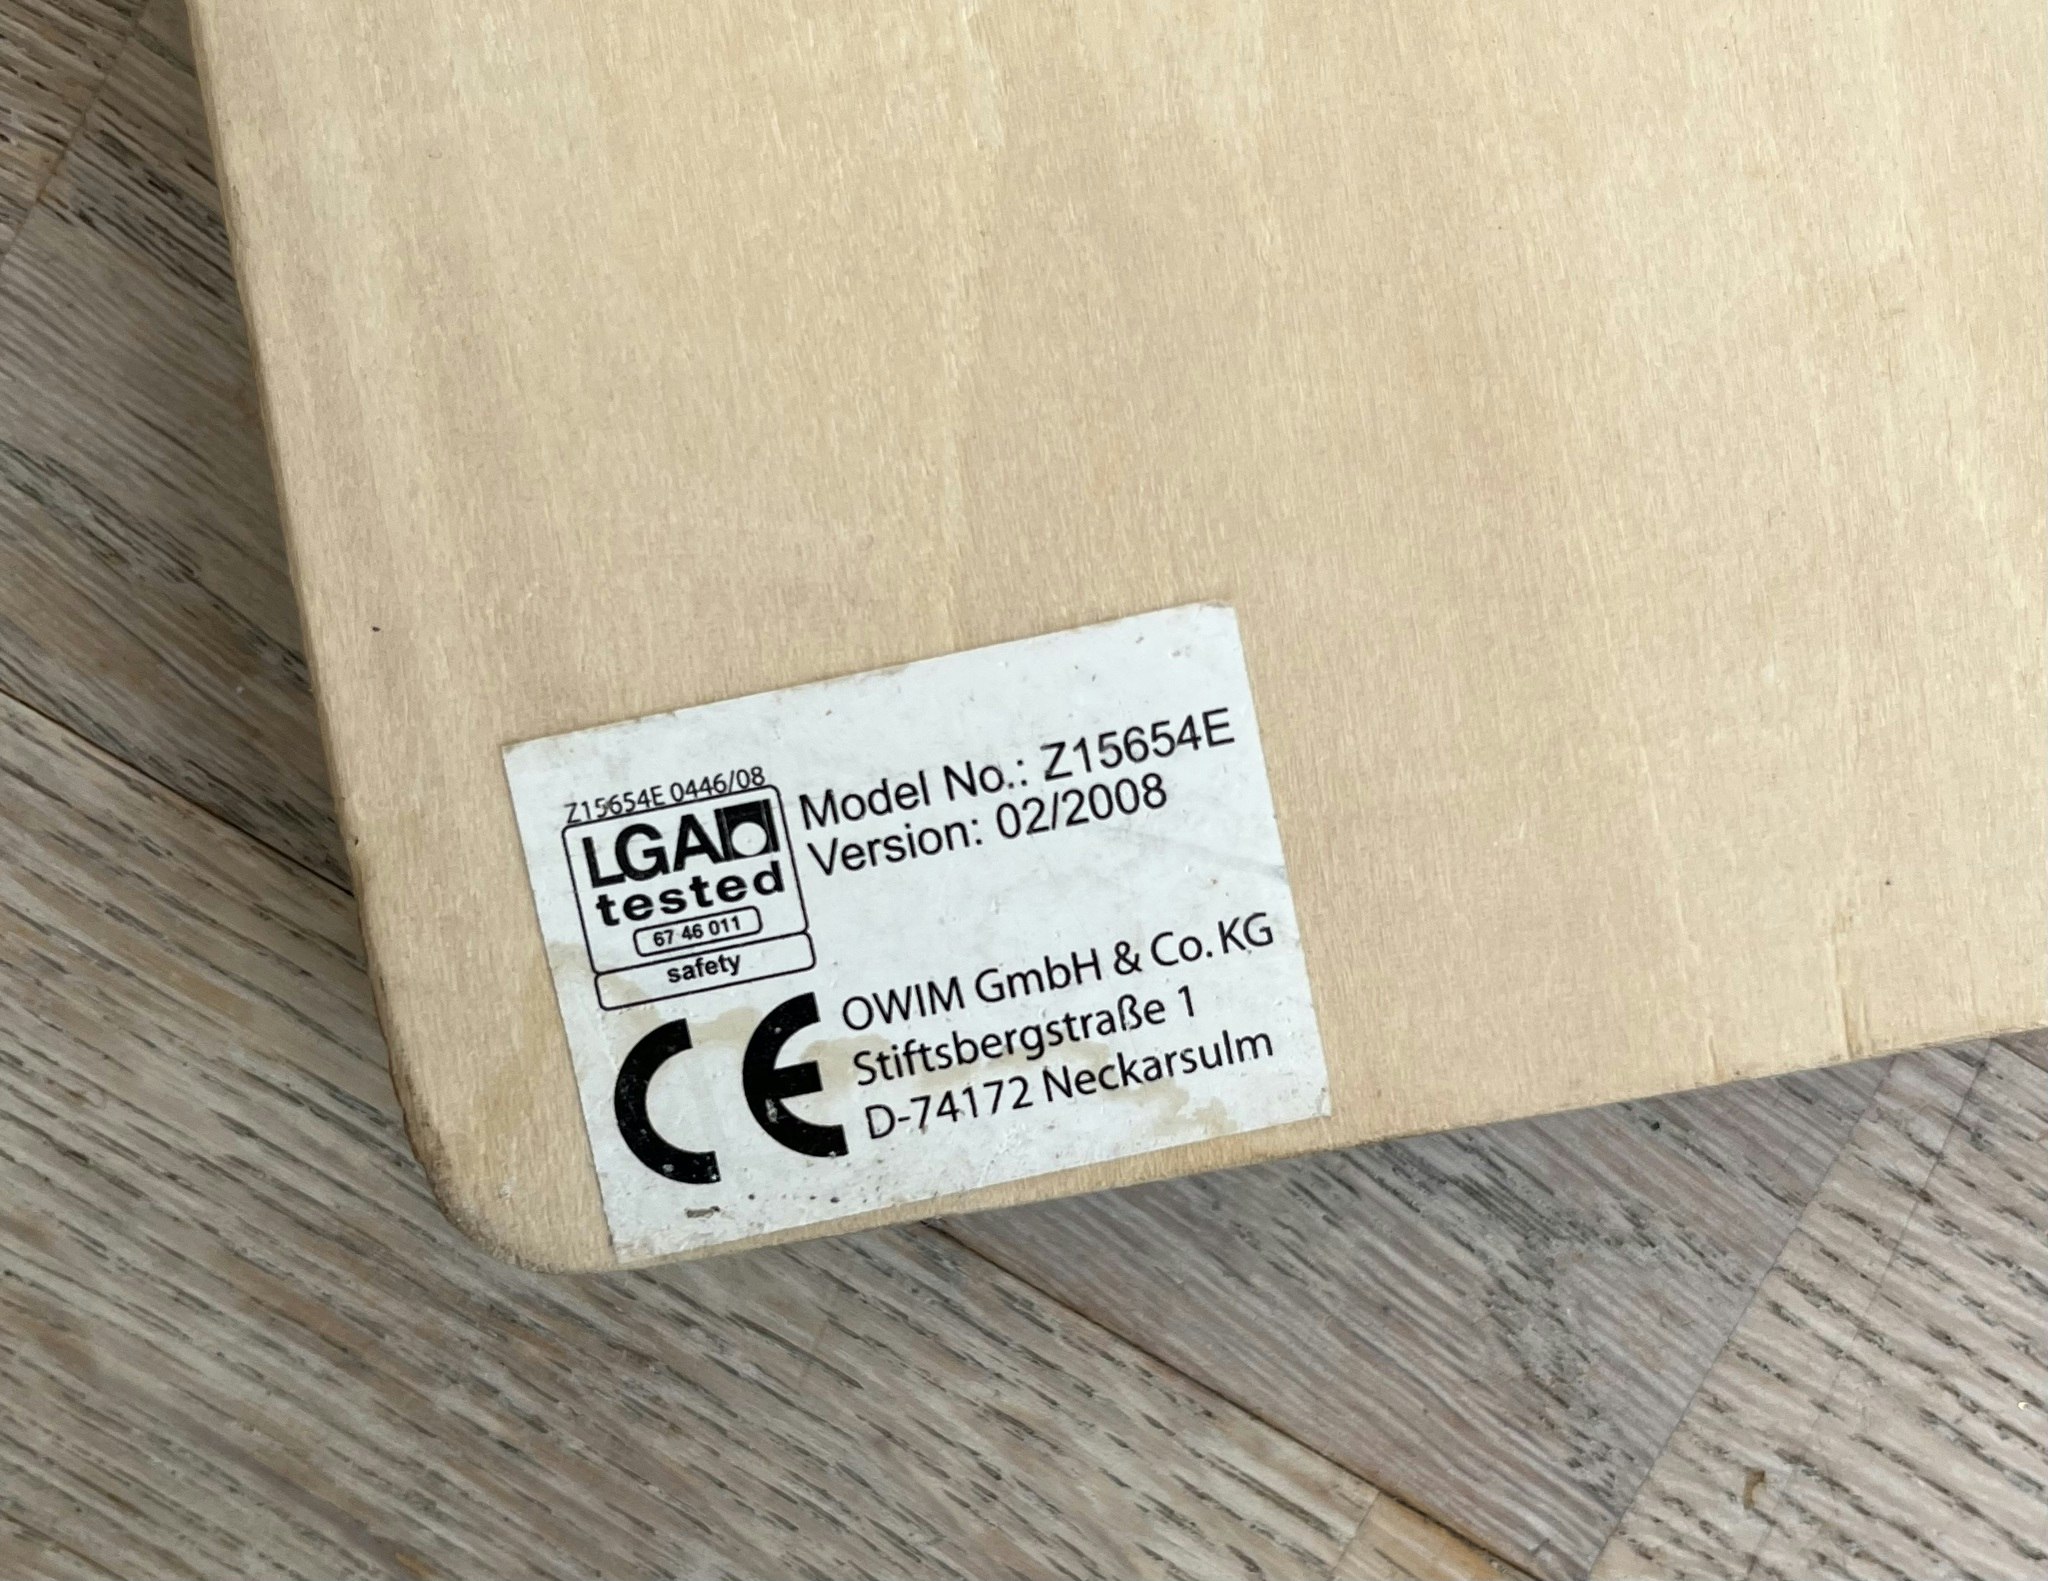 Z15654E 0446/08
LGA
tested
67 46 011
safety
Model No.: Z15654E
Version: 02/2008
CE
OWIM GmbH & Co. KG
Stiftsbergstraße 1
D-74172 Neckarsulm